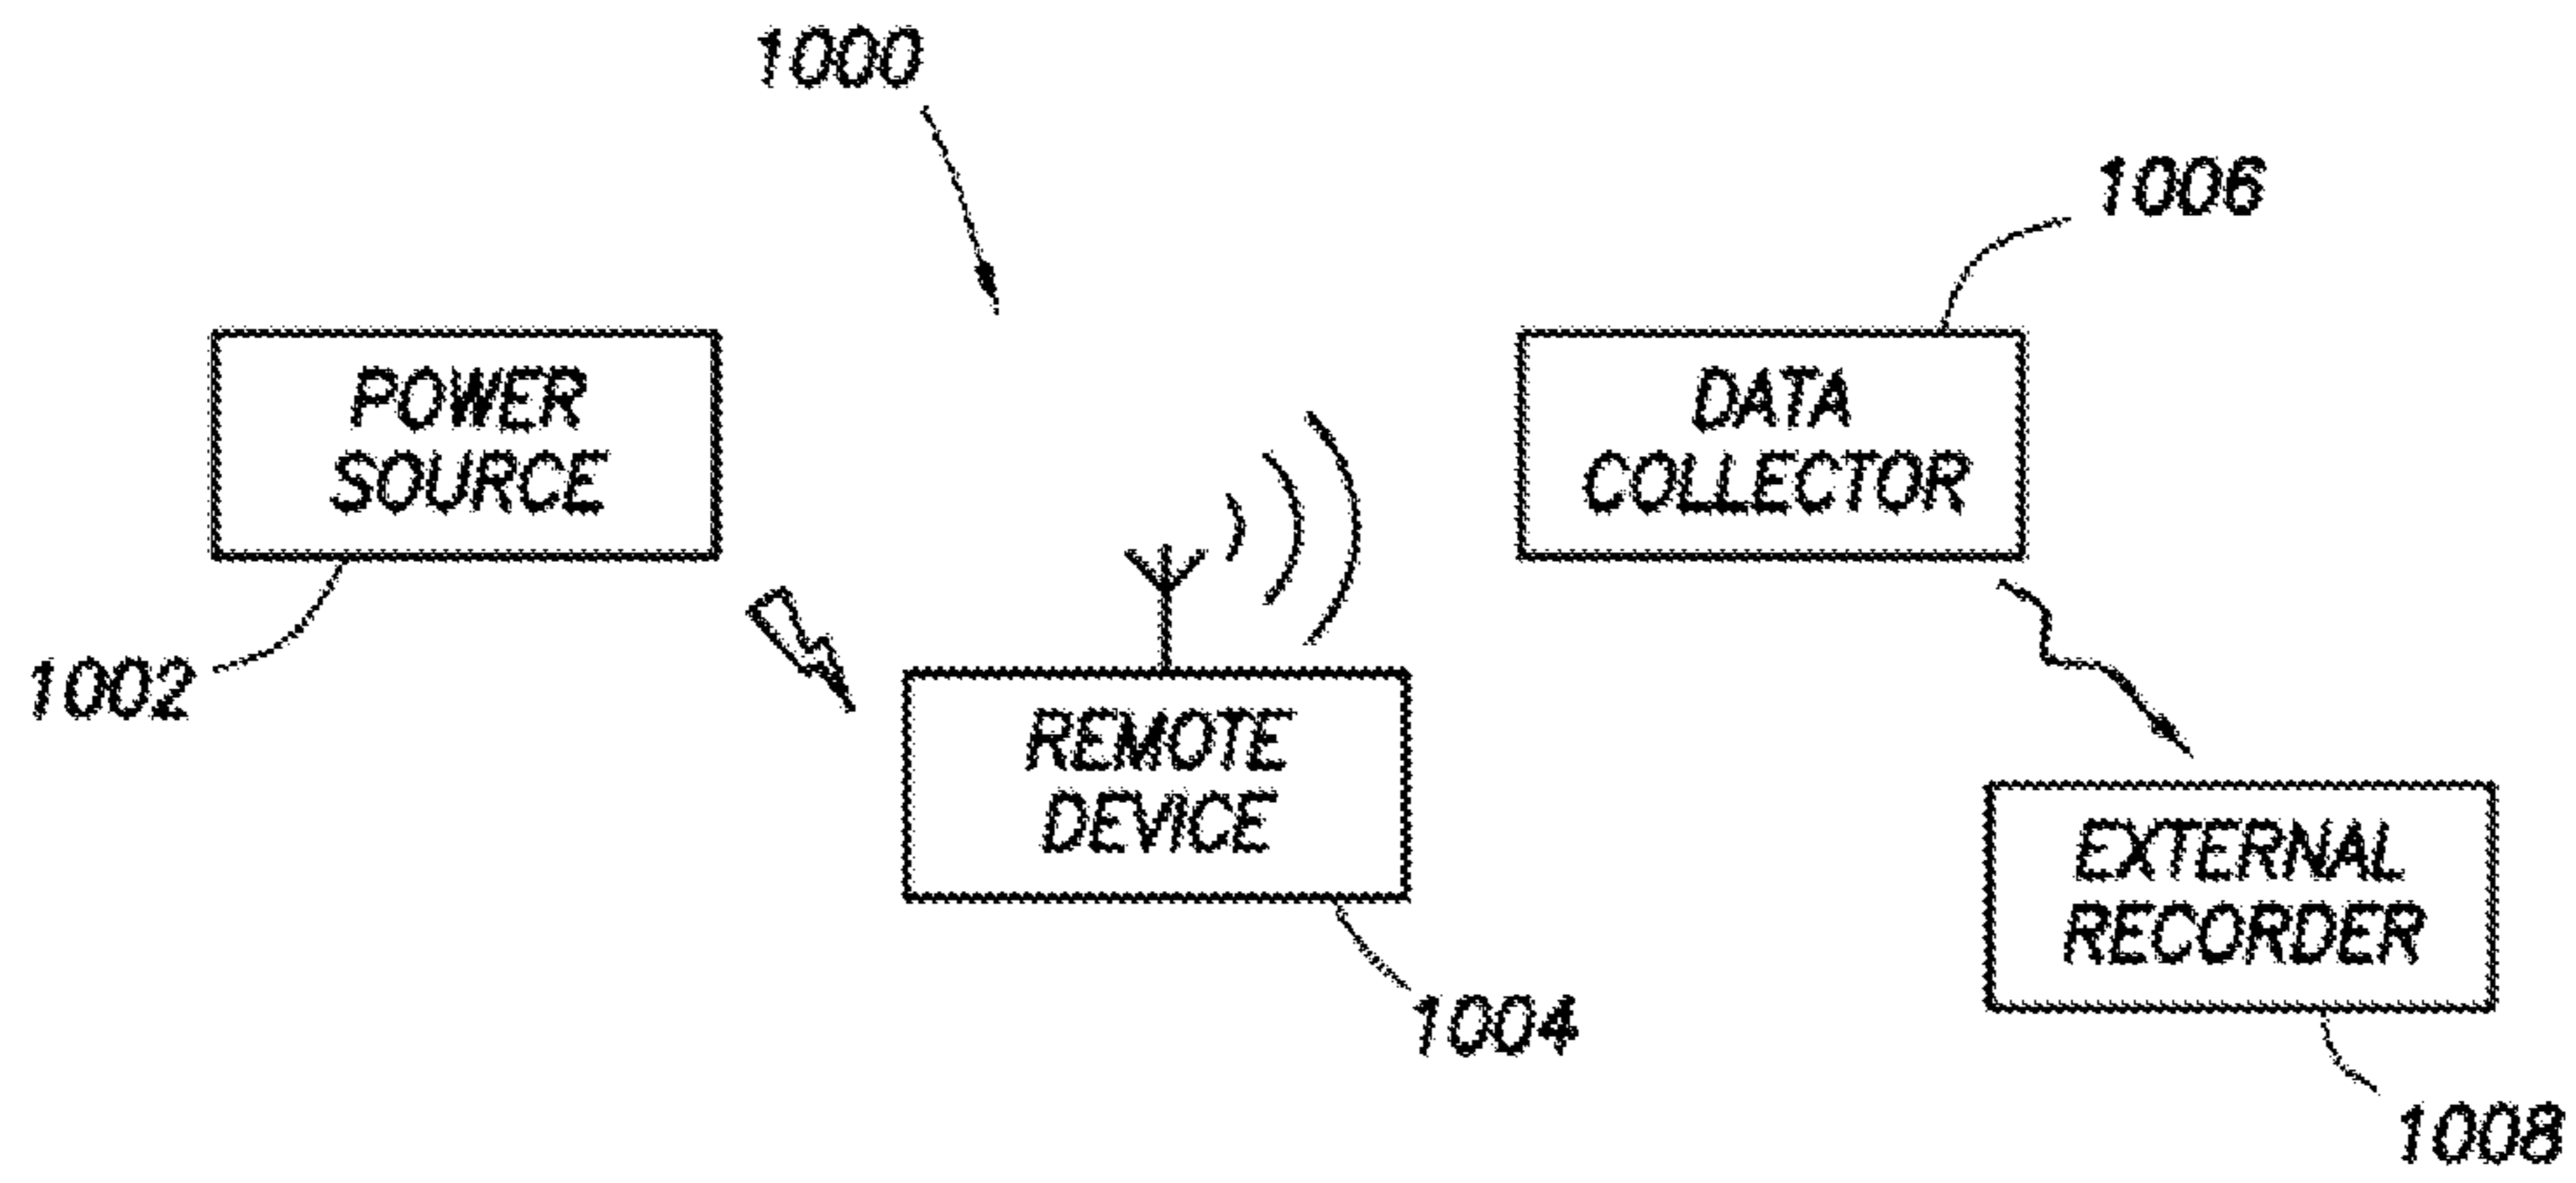 1000
1006
POWER
SOURCE
DATA
COLLECTOR
1002
REMOTE
DEVICE
EXTERNAL
RECORDER
1004
1008